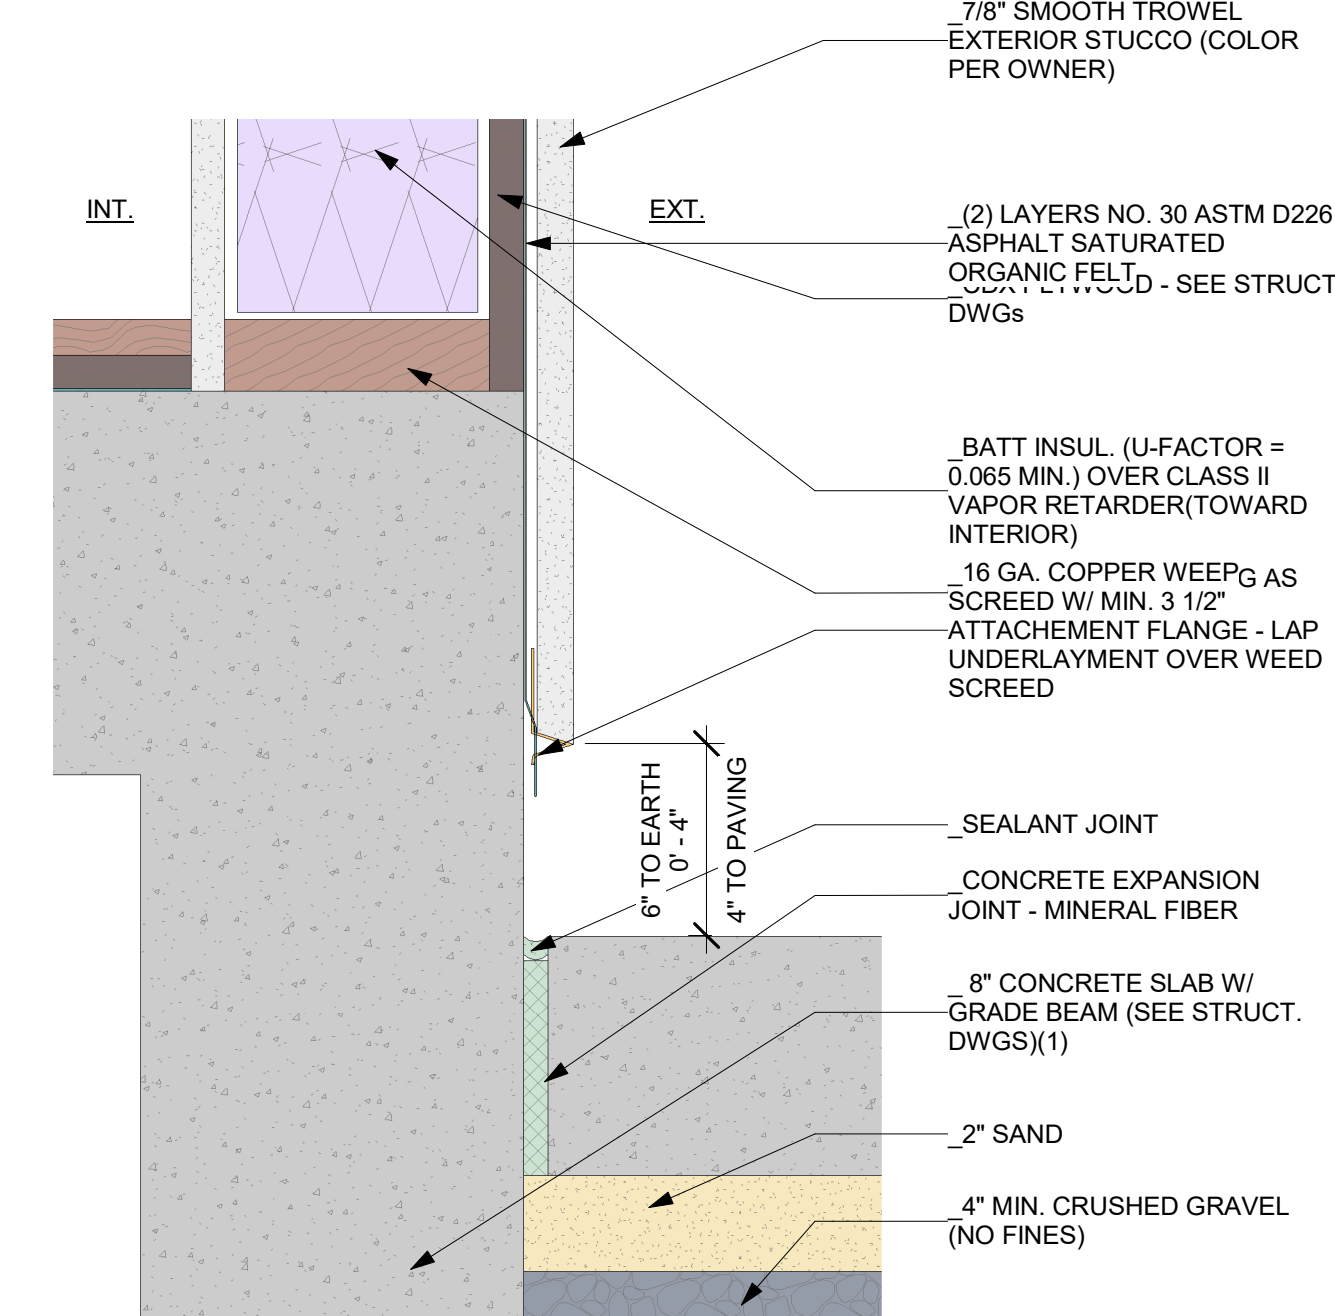 _7/8" SMOOTH TROWEL
EXTERIOR STUCCO (COLOR
PER OWNER)
INT.
EXT.
_(2) LAYERS NO. 30 ASTM D226
ASPHALT SATURATED
ORGANIC FELT
- SEE STRUCT
DWGs
_BATT INSUL. (U-FACTOR =
0.065 MIN.) OVER CLASS II
VAPOR RETARDER(TOWARD
INTERIOR)
_16 GA. COPPER WEEP
AS
SCREED W/ MIN. 3 1/2"
ATTACHEMENT FLANGE - LAP
UNDERLAYMENT OVER WEED
SCREED
6" TO EARTH
0' - 4"
4" TO PAVING
_SEALANT JOINT
_CONCRETE EXPANSION
JOINT - MINERAL FIBER
_ 8" CONCRETE SLAB W/
GRADE BEAM (SEE STRUCT.
DWGS)(1)
_2" SAND
_4" MIN. CRUSHED GRAVEL
(NO FINES)